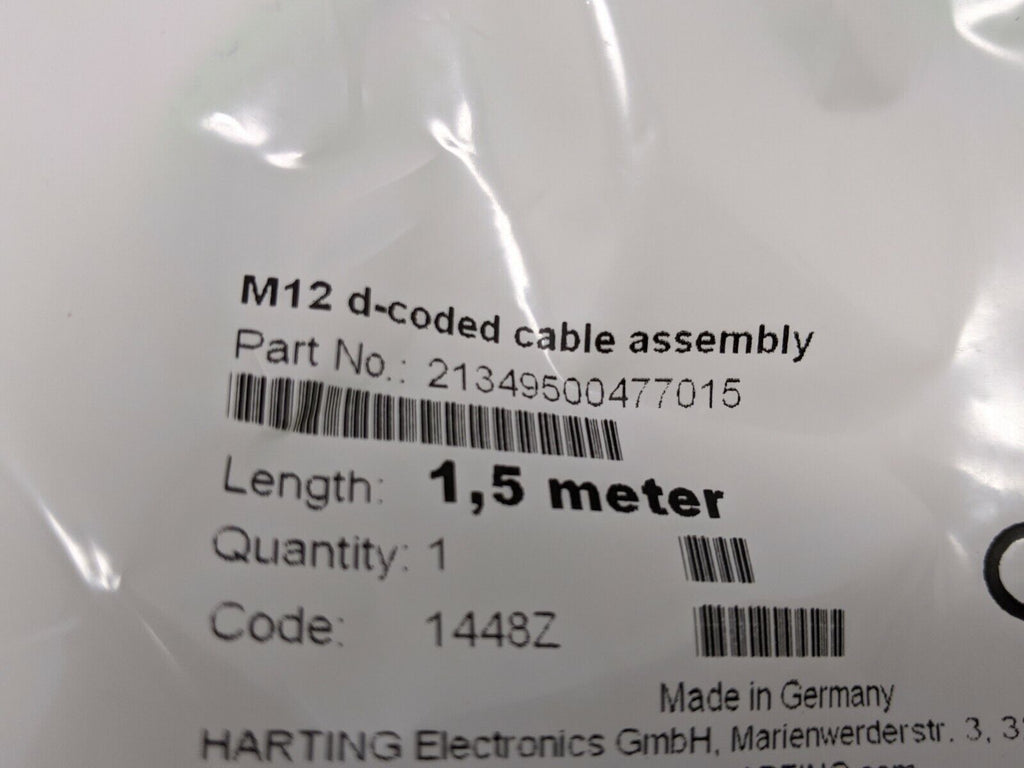 M12 d-coded cable assembly
Part No.: 21349500477015
Length: 1,5 meter
Quantity: 1
Code: 1448Z
Made in Germany
HARTING Electronics GmbH, Marienwerderstr. 3,